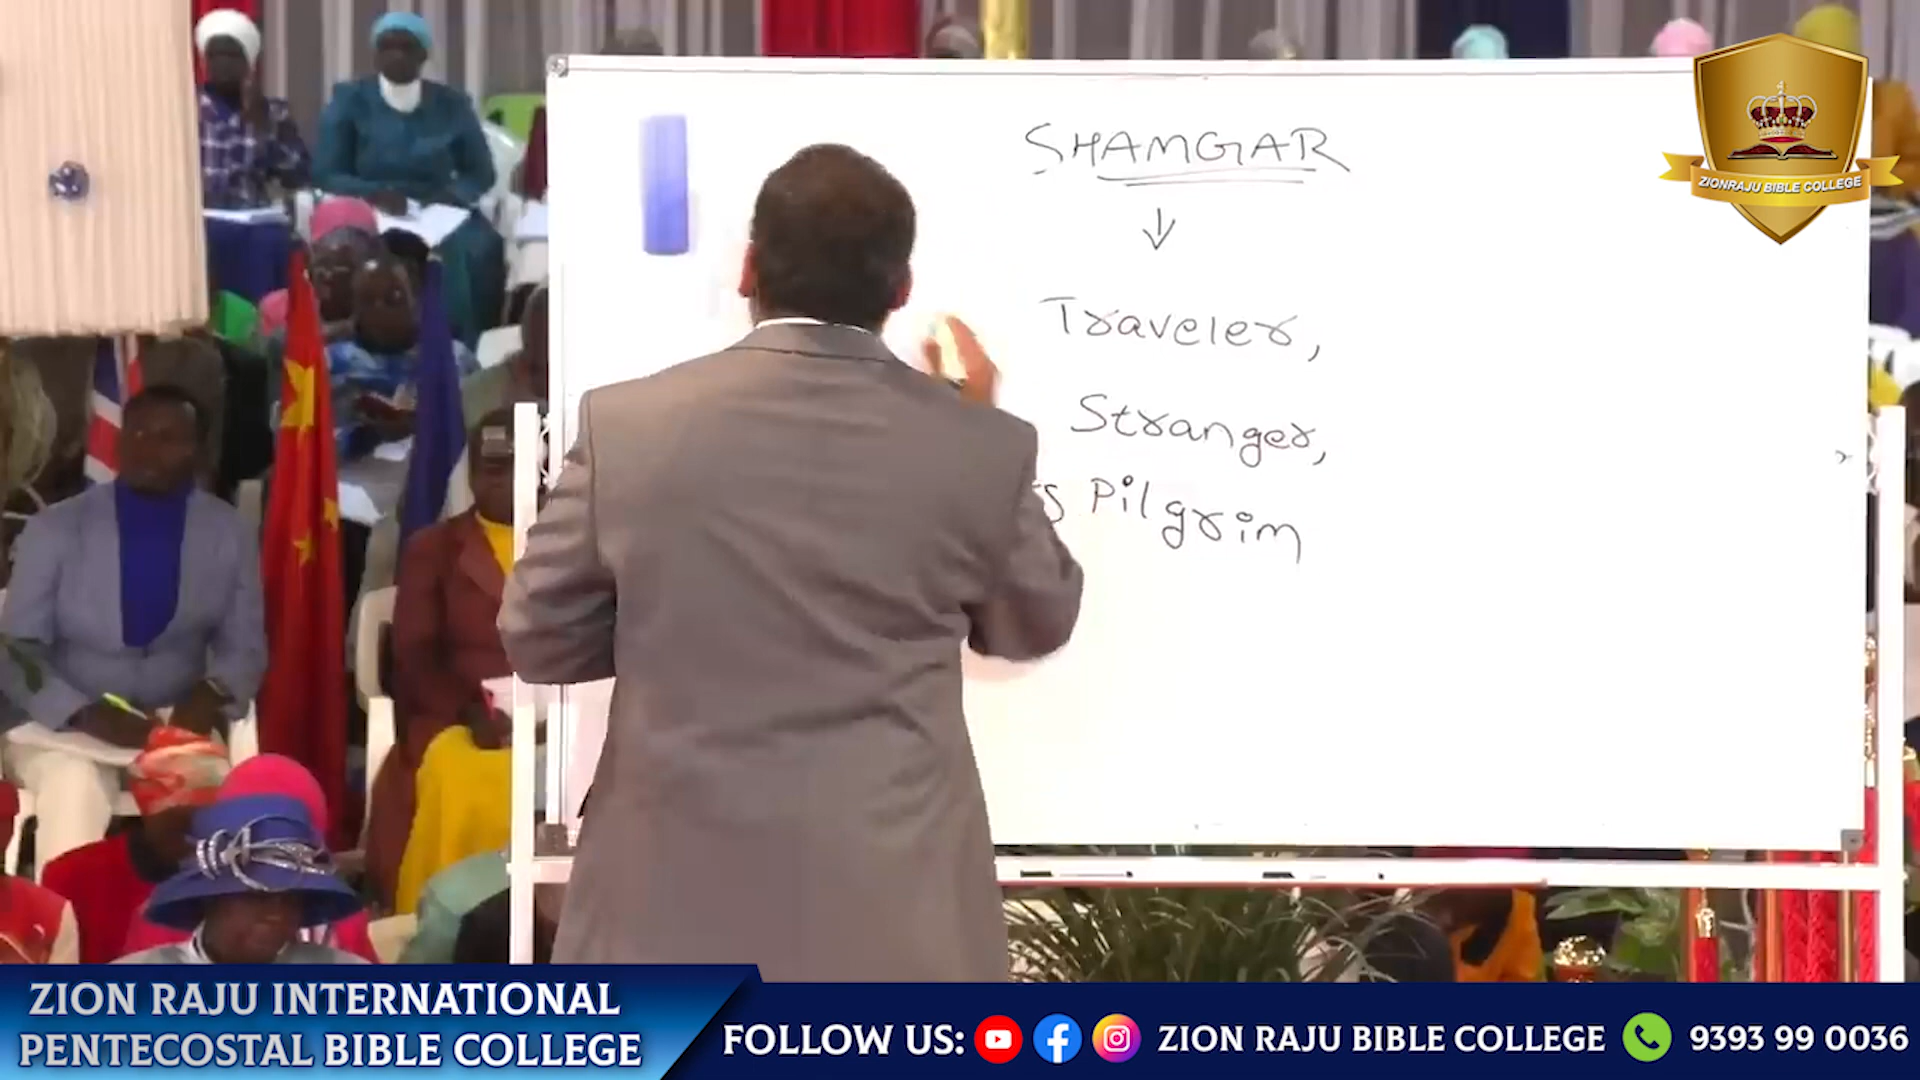 SHAMGAR
Traveler,
Stranger,
Pilgrim
ZIONRAJU BIBLE COLLEGE
ZION RAJU INTERNATIONAL
PENTECOSTAL BIBLE COLLEGE
FOLLOW US: ZION RAJU BIBLE COLLEGE 9393 99 0036